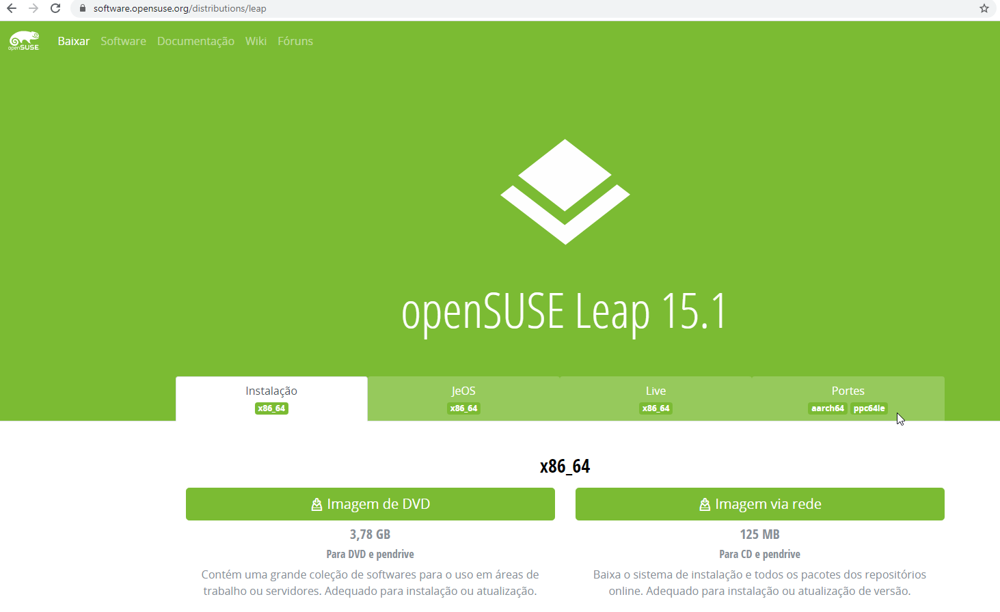 software.opensuse.org/distributions/leap
openSUSE
Baixar Software Documentação Wiki Fóruns
openSUSE Leap 15.1
Instalação JeOS Live Portes
x86_64 x86_64 x86_64 aarch64 ppc64le
x86_64
Imagem de DVD
3,78 GB
Para DVD e pendrive
Contém uma grande coleção de softwares para o uso em áreas de
trabalho ou servidores. Adequado para instalação ou atualização.
Imagem via rede
125 MB
Para CD e pendrive
Baixa o sistema de instalação e todos os pacotes dos repositórios
online. Adequado para instalação ou atualização de versão.